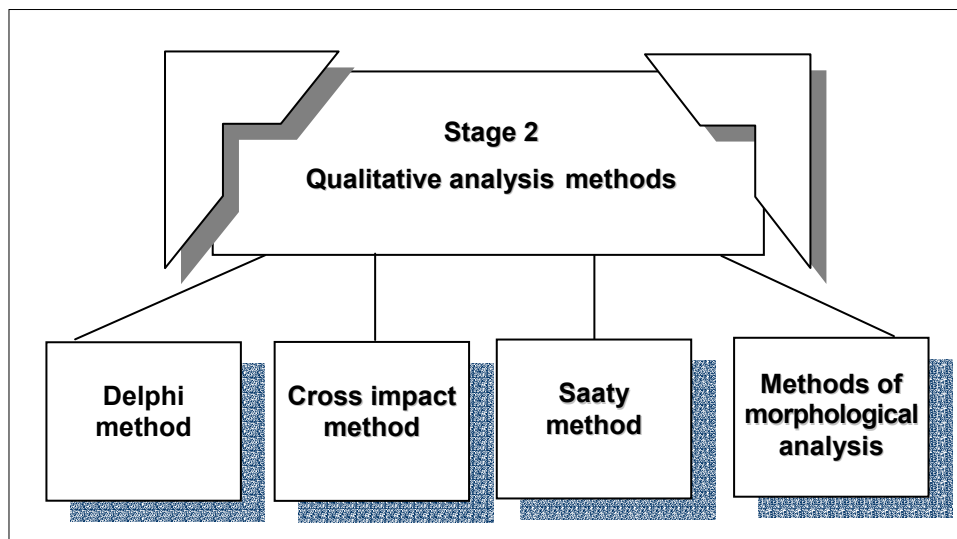 Stage 2
Qualitative analysis methods
Delphi
method
Cross impact
method
Saaty
method
Methods of
morphological
analysis